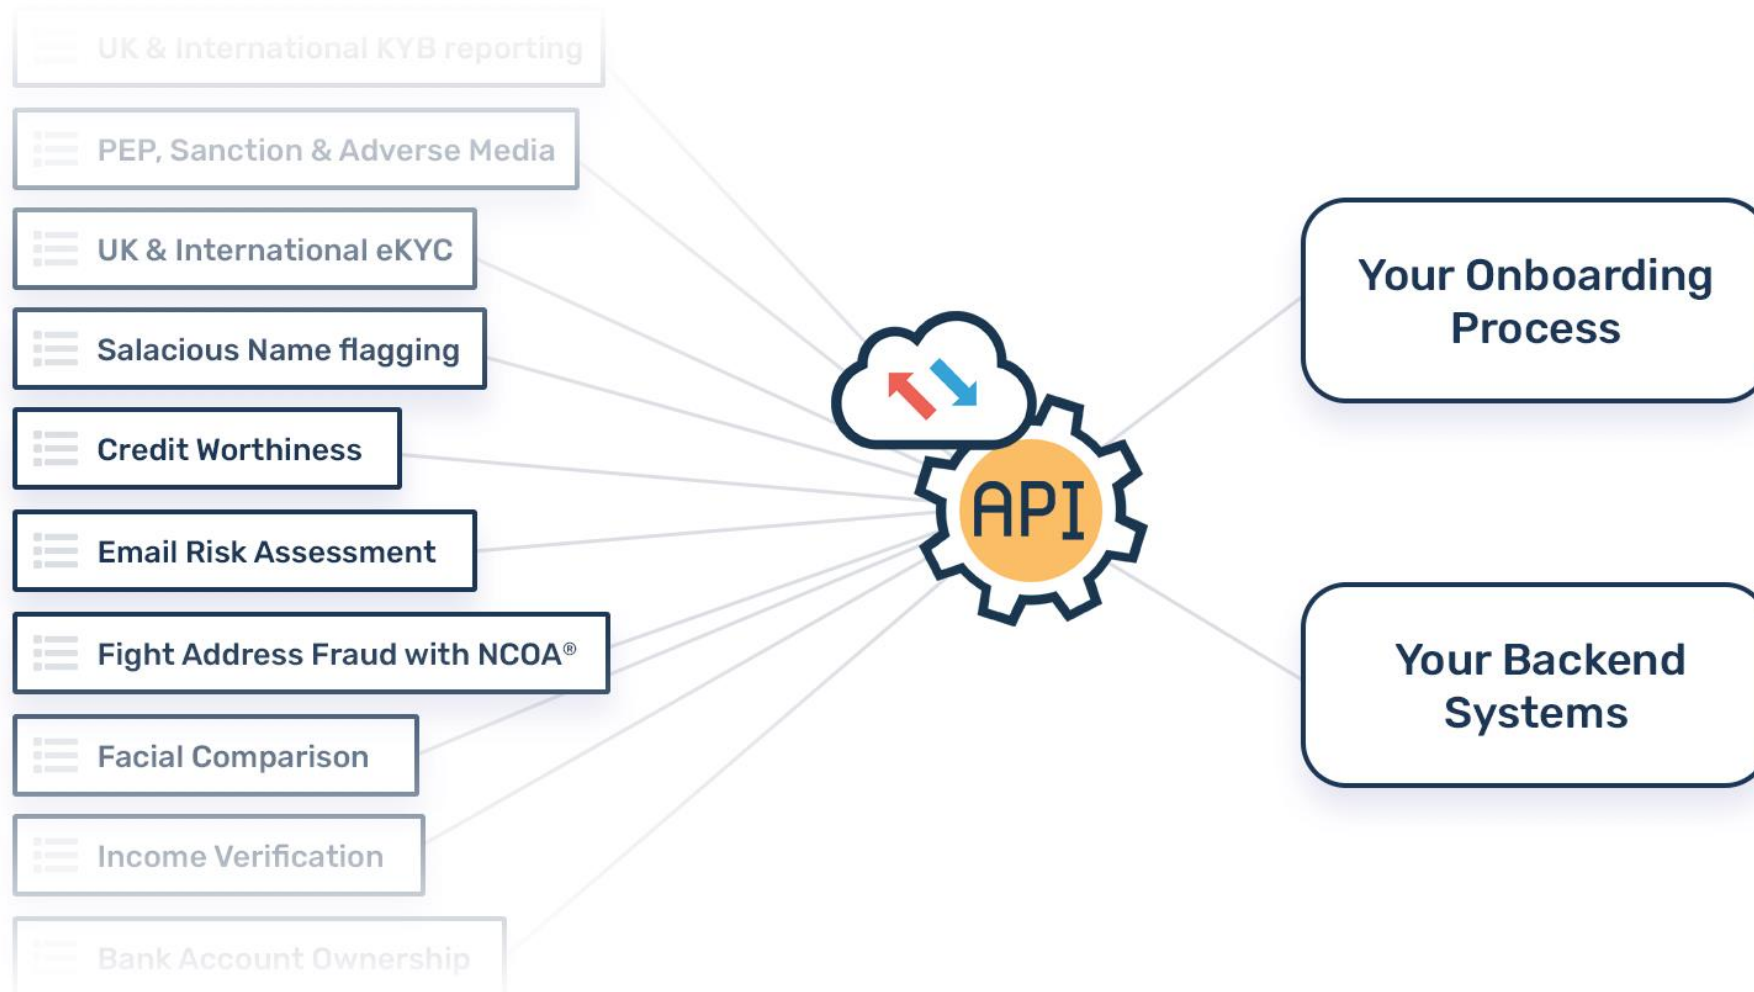 UK & International KYB reporting
PEP, Sanction & Adverse Media
UK & International eKYC
Salacious Name flagging
Credit Worthiness
Email Risk Assessment
Fight Address Fraud with NCOA®
Facial Comparison
Income Verification
Bank Account Ownership
API
Your Onboarding
Process
Your Backend
Systems